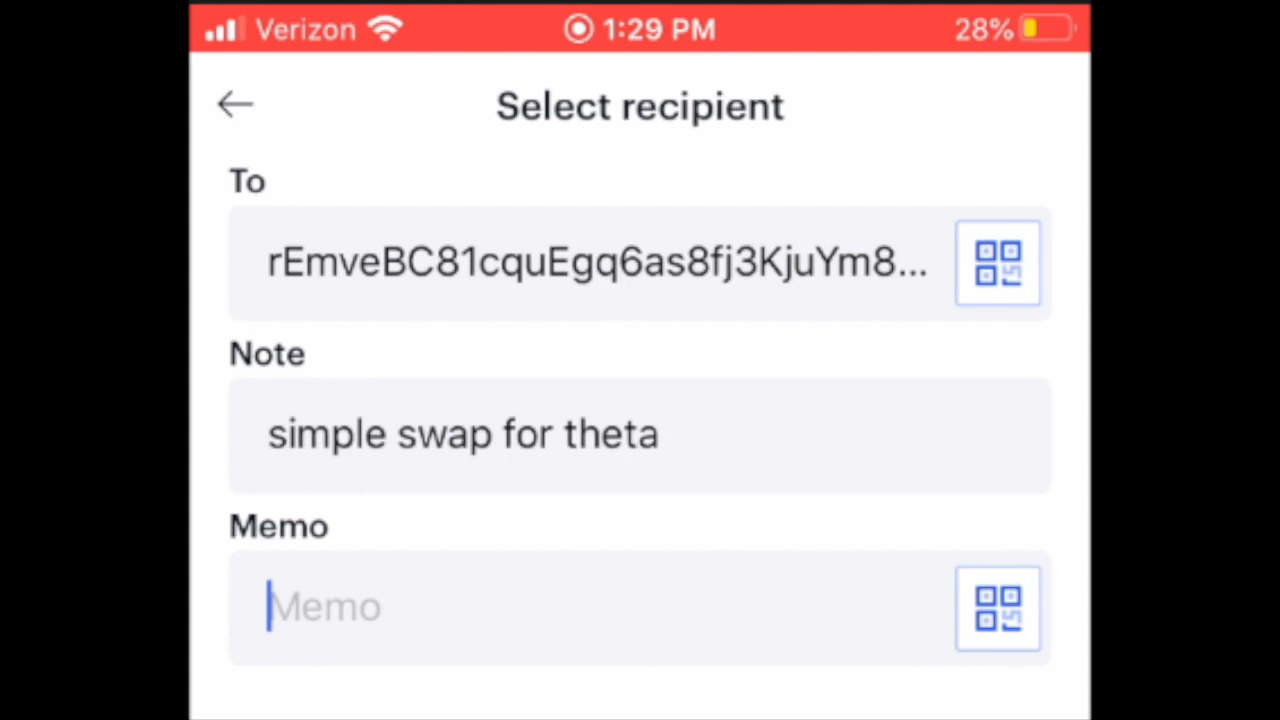 Verizon 1:29 PM 28%
Select recipient
To
rEmveBC81cquEgq6as8fj3KjuYm8...
Note
simple swap for theta
Memo
Memo